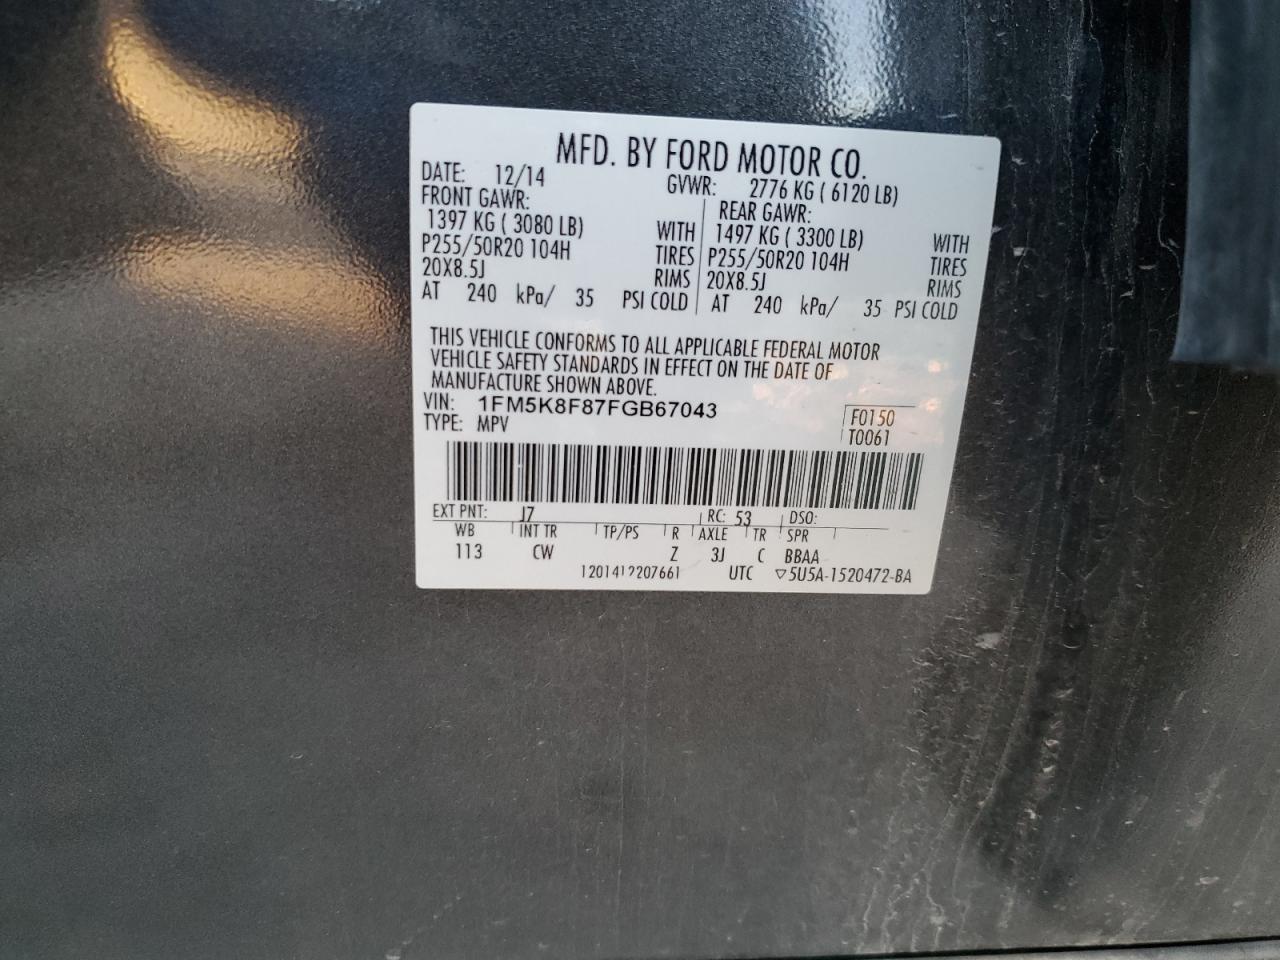 MFD. BY FORD MOTOR CO.
DATE: 12/14 GVWR: 2776 KG ( 6120 LB)
FRONT GAWR: REAR GAWR:
1397 KG ( 3080 LB) WITH 1497 KG ( 3300 LB) WITH
P255/50R20 104H TIRES P255/50R20 104H TIRES
20X8.5J RIMS 20X8.5J RIMS
AT 240 kPa/ 35 PSI COLD AT 240 kPa/ 35 PSI COLD
THIS VEHICLE CONFORMS TO ALL APPLICABLE FEDERAL MOTOR
VEHICLE SAFETY STANDARDS IN EFFECT ON THE DATE OF
MANUFACTURE SHOWN ABOVE.
VIN: 1FM5K8F87FGB67043 F0150
TYPE: MPV T0061
EXT PNT: J7 RC: 53 DSO:
WB INT TR TP/PS R AXLE TR SPR
113 CW Z 3J C BBAA
1201412207661 UTC ▽5U5A-1520472-BA